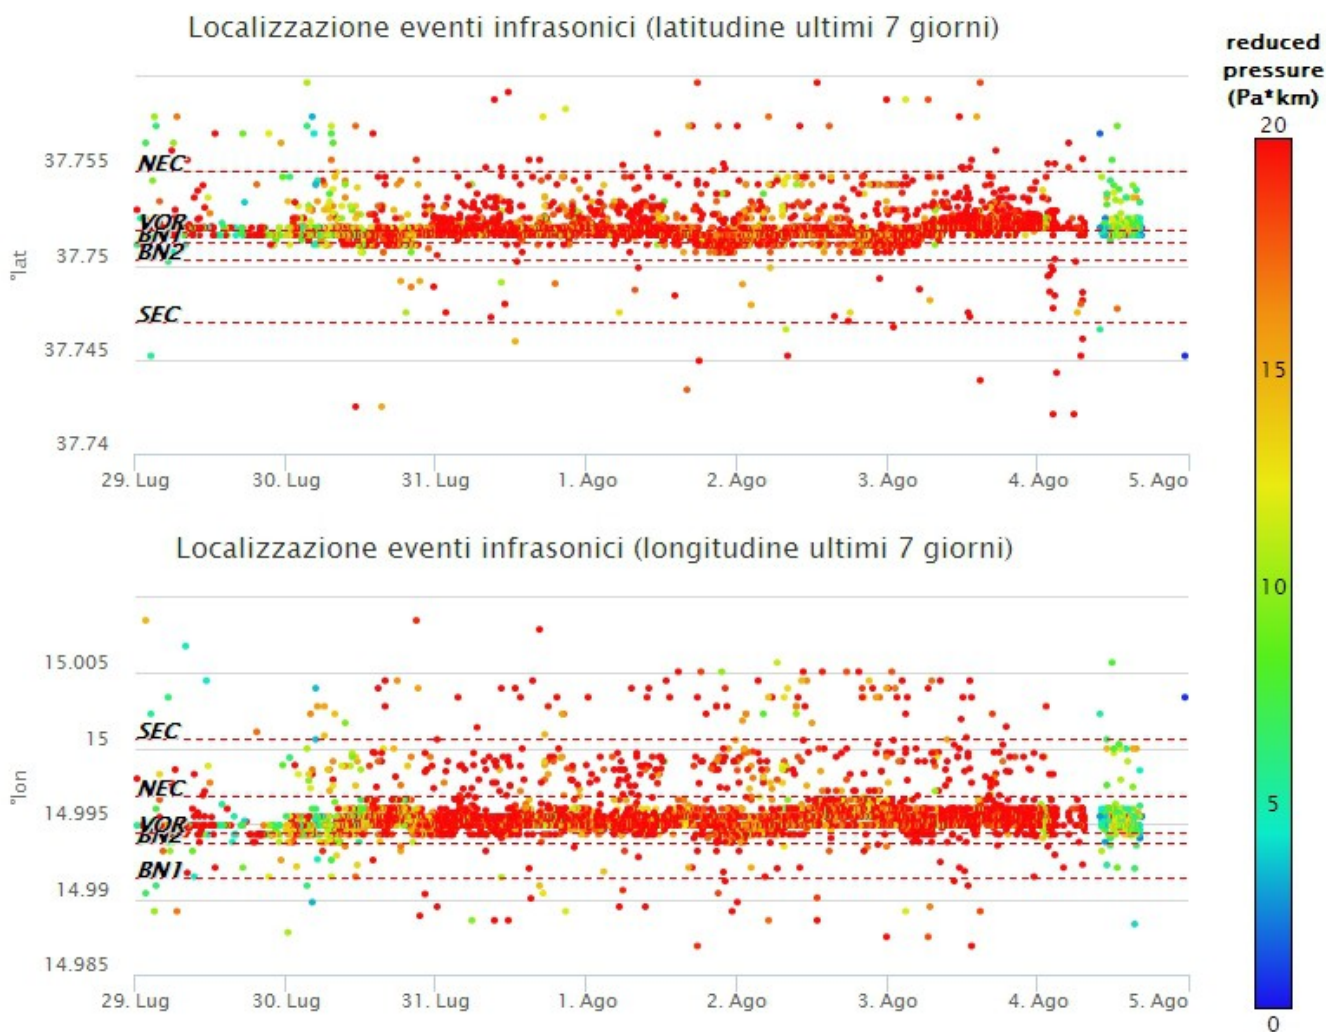 Localizzazione eventi infrasonici (latitudine ultimi 7 giorni)
reduced
pressure
(Pa*km)
20
15
10
5
0
37.755
37.75
37.745
37.74
°lat
NEC
VOR
BN1
BN2
SEC
29. Lug
30. Lug
31. Lug
1. Ago
2. Ago
3. Ago
4. Ago
5. Ago
Localizzazione eventi infrasonici (longitudine ultimi 7 giorni)
15.005
15
14.995
14.99
14.985
°lon
SEC
NEC
VOR
BN2
BN1
29. Lug
30. Lug
31. Lug
1. Ago
2. Ago
3. Ago
4. Ago
5. Ago